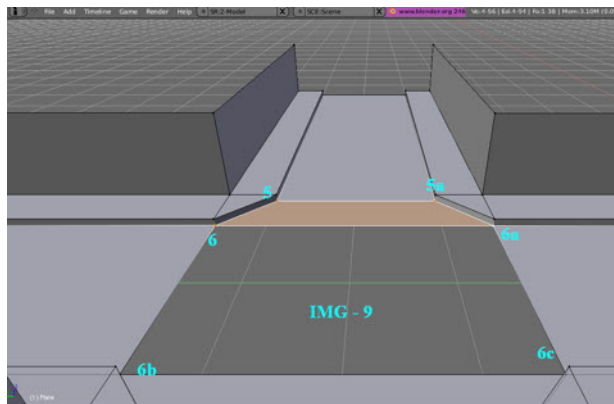 File Add Timeline Game Render Help SR:2-Model X SCE:Scene X www.blender.org 246
5 5a
6 6a
IMG - 9
6b 6c
(1) Plane